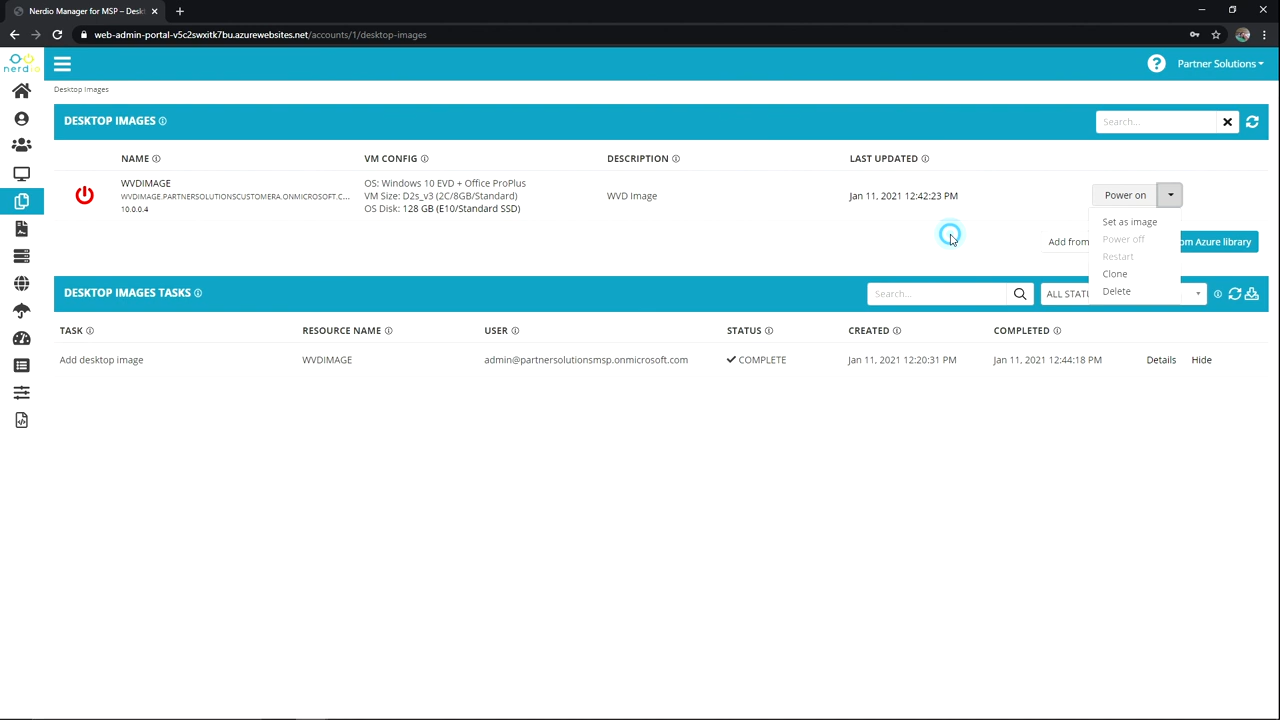 Nerdio Manager for MSP – Desk
web-admin-portal-v5c2swxitk7bu.azurewebsites.net/accounts/1/desktop-images
nerdio
Partner Solutions
Desktop Images
DESKTOP IMAGES
Search...
NAME VM CONFIG DESCRIPTION LAST UPDATED
WVDIMAGE
WVDIMAGE.PARTNERSOLUTIONSCUSTOMERA.ONMICROSOFT.C...
10.0.0.4
OS: Windows 10 EVD + Office ProPlus
VM Size: D2s_v3 (2C/8GB/Standard)
OS Disk: 128 GB (E10/Standard SSD)
WVD Image
Jan 11, 2021 12:42:23 PM
Power on
Set as image
Power off
Restart
Clone
Delete
Add from
om Azure library
DESKTOP IMAGES TASKS
Search...
ALL STATU
TASK RESOURCE NAME USER STATUS CREATED COMPLETED
Add desktop image WVDIMAGE admin@partnersolutionsmsp.onmicrosoft.com COMPLETE Jan 11, 2021 12:20:31 PM Jan 11, 2021 12:44:18 PM Details Hide